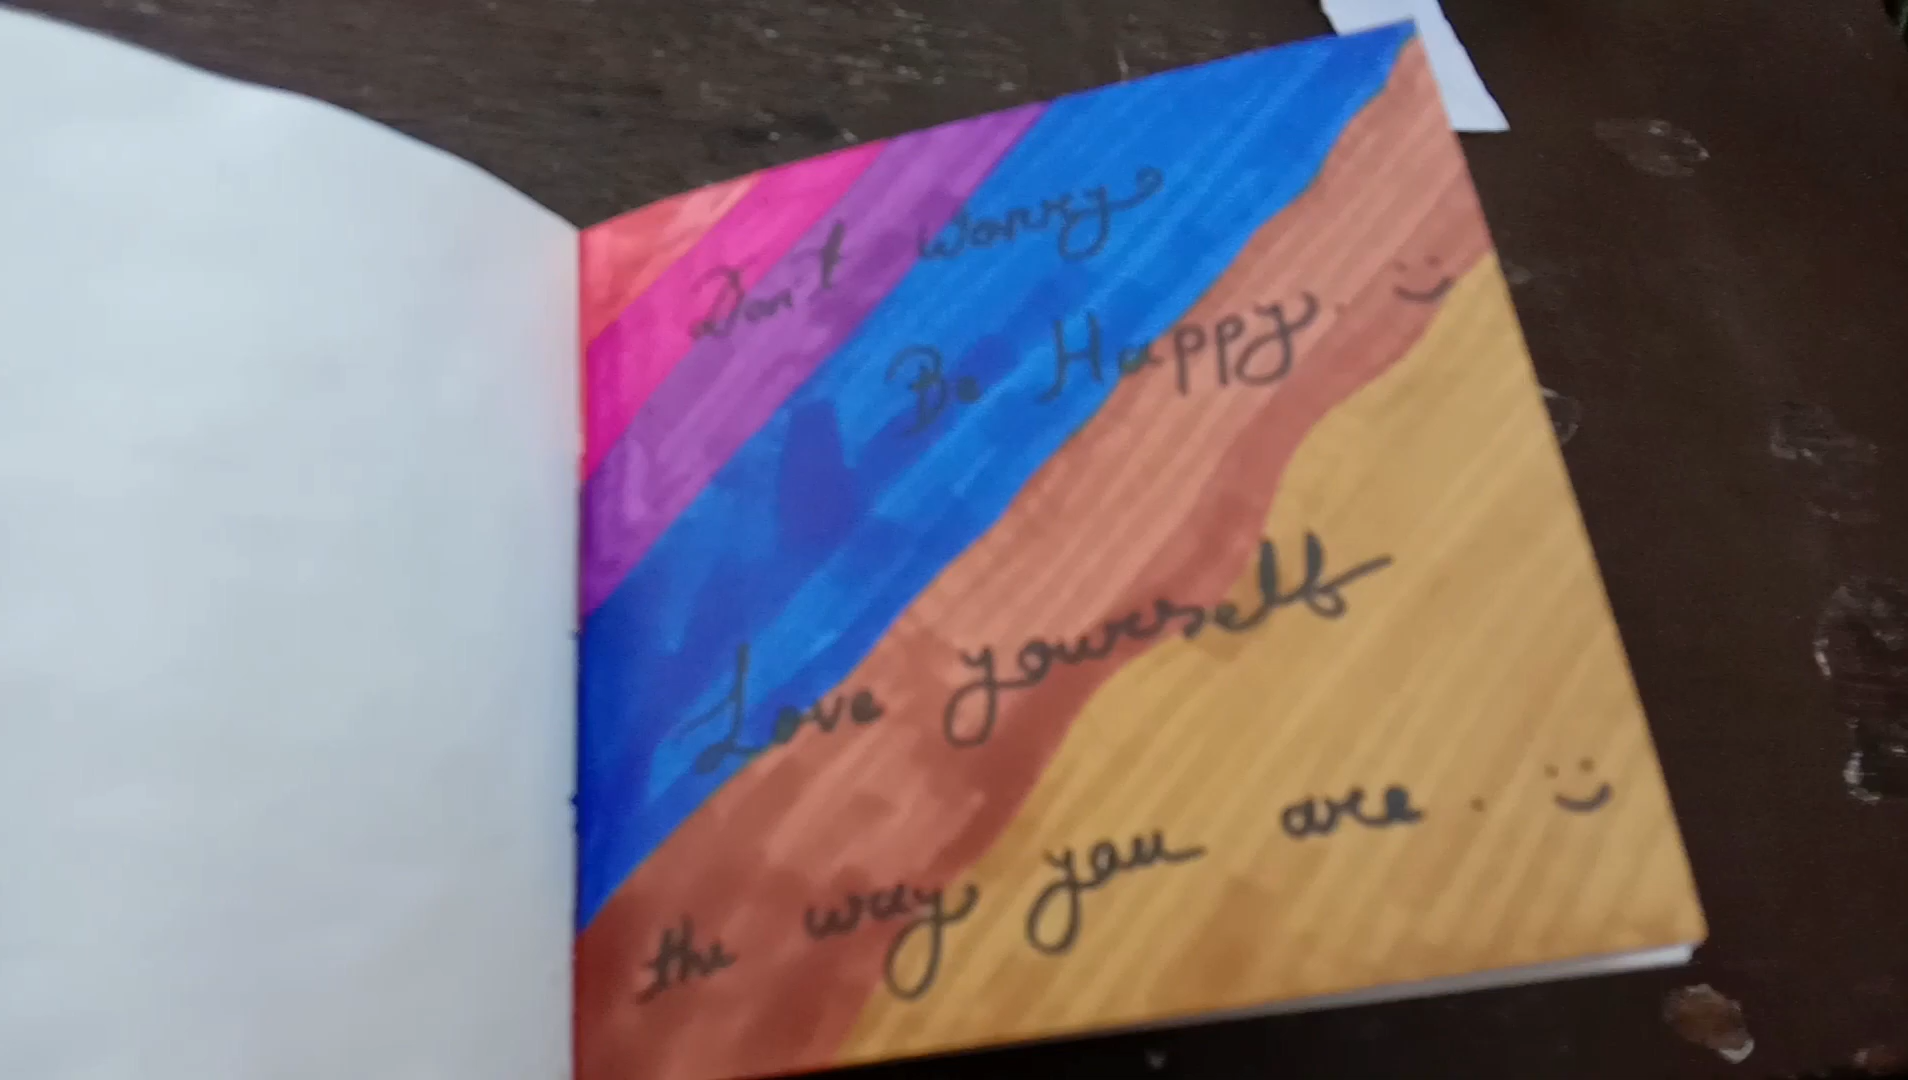 Don't Worry
Be Happy. :)
Love yourself
the way you are. :)